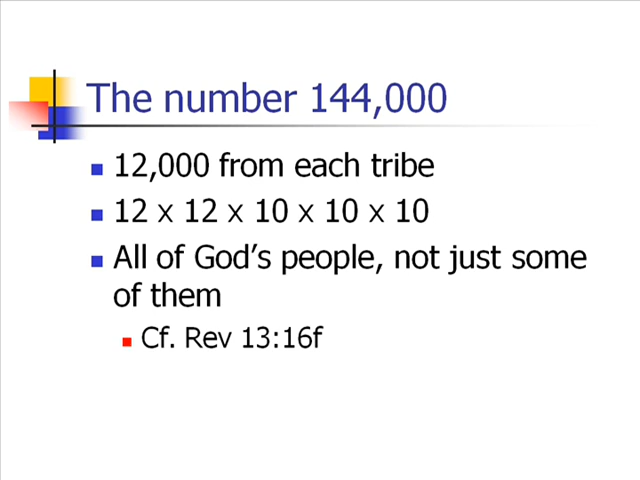 The number 144,000
12,000 from each tribe
12 x 12 x 10 x 10 x 10
All of God’s people, not just some
of them
Cf. Rev 13:16f